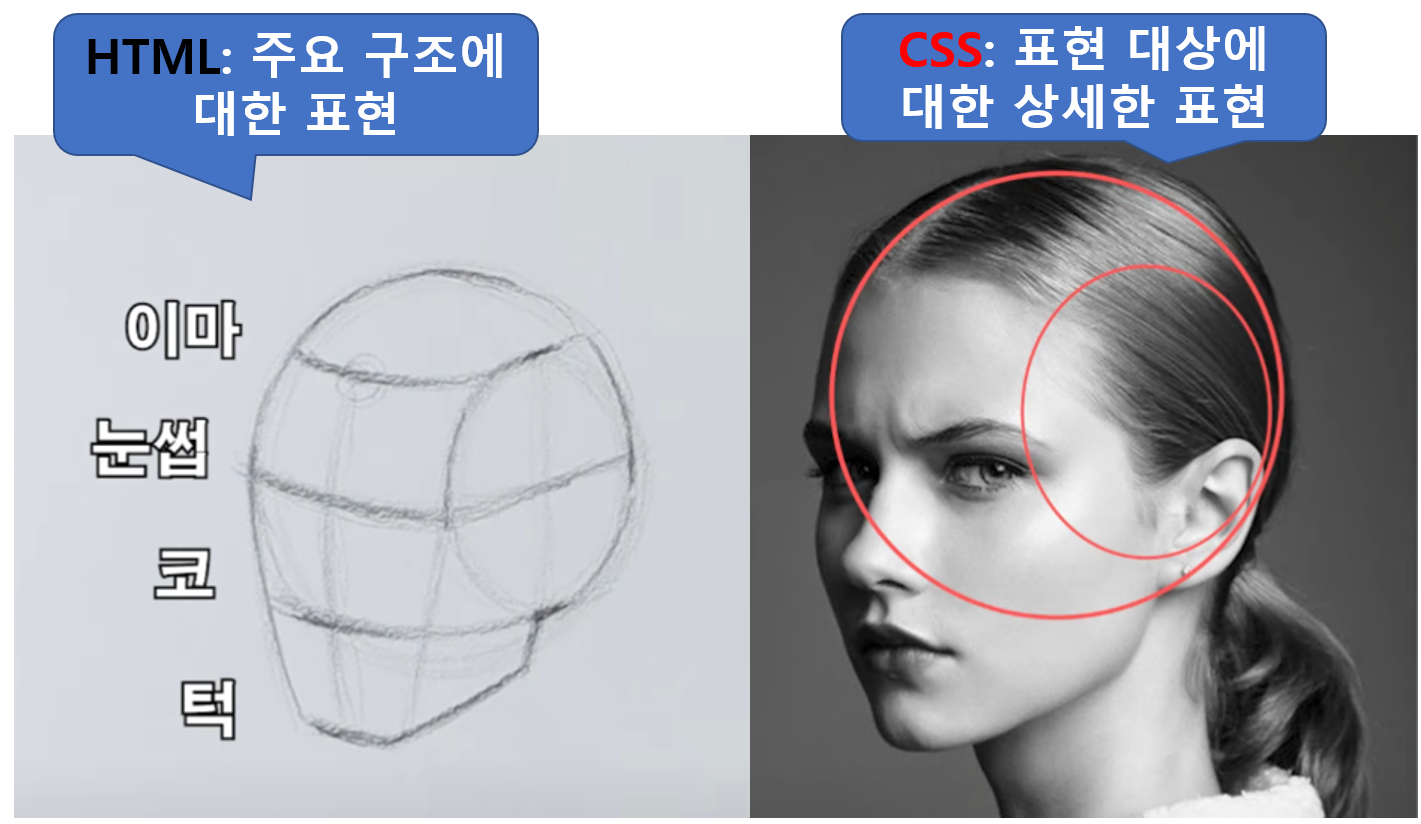 HTML: 주요 구조에
대한 표현
CSS: 표현 대상에
대한 상세한 표현
이마
눈썹
코
턱